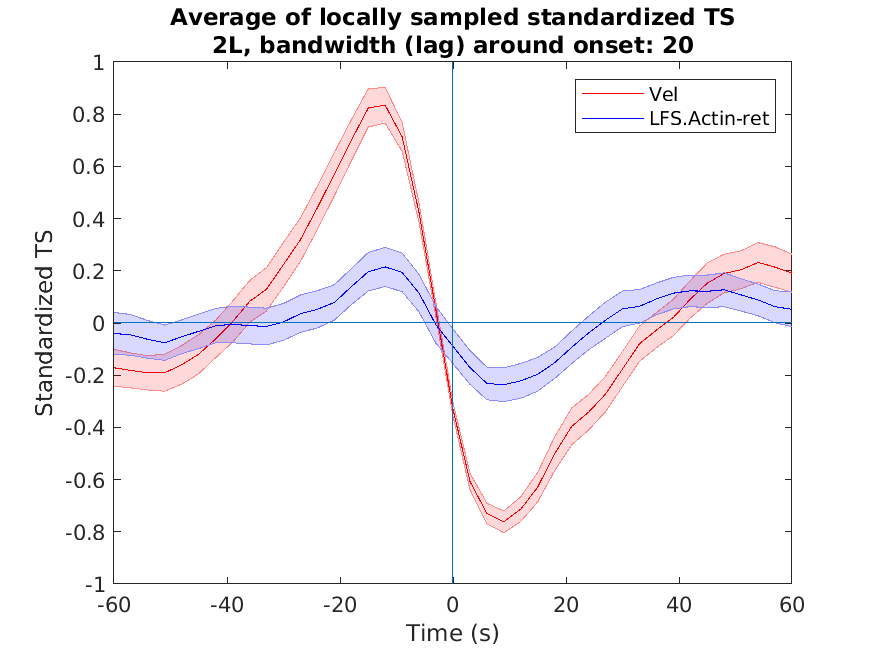 Average of locally sampled standardized TS
2L, bandwidth (lag) around onset: 20
Vel
LFS.Actin-ret
Standardized TS
1
0.8
0.6
0.4
0.2
0
-0.2
-0.4
-0.6
-0.8
-1
-60 -40 -20 0 20 40 60
Time (s)